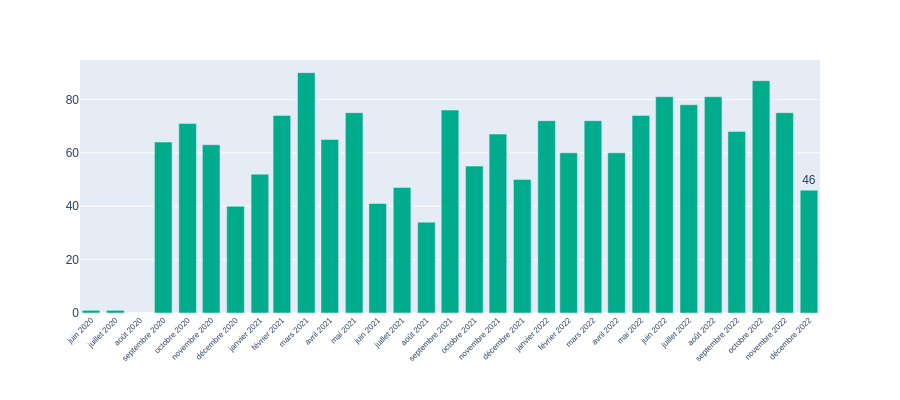 80
60
40
20
0
46
juin 2020
juillet 2020
août 2020
septembre 2020
octobre 2020
novembre 2020
décembre 2020
janvier 2021
février 2021
mars 2021
avril 2021
mai 2021
juin 2021
juillet 2021
août 2021
septembre 2021
octobre 2021
novembre 2021
décembre 2021
janvier 2022
février 2022
mars 2022
avril 2022
mai 2022
juin 2022
juillet 2022
août 2022
septembre 2022
octobre 2022
novembre 2022
décembre 2022